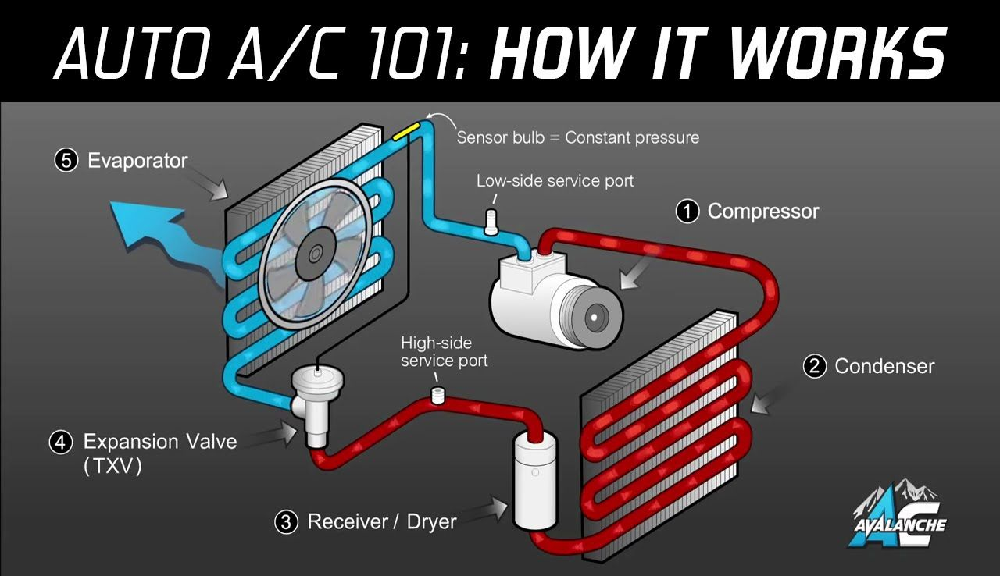 AUTO A/C 101: HOW IT WORKS
Sensor bulb = Constant pressure
5 Evaporator
Low-side service port
1 Compressor
High-side
service port
2 Condenser
4 Expansion Valve
(TXV)
3 Receiver / Dryer
AC
AVALANCHE